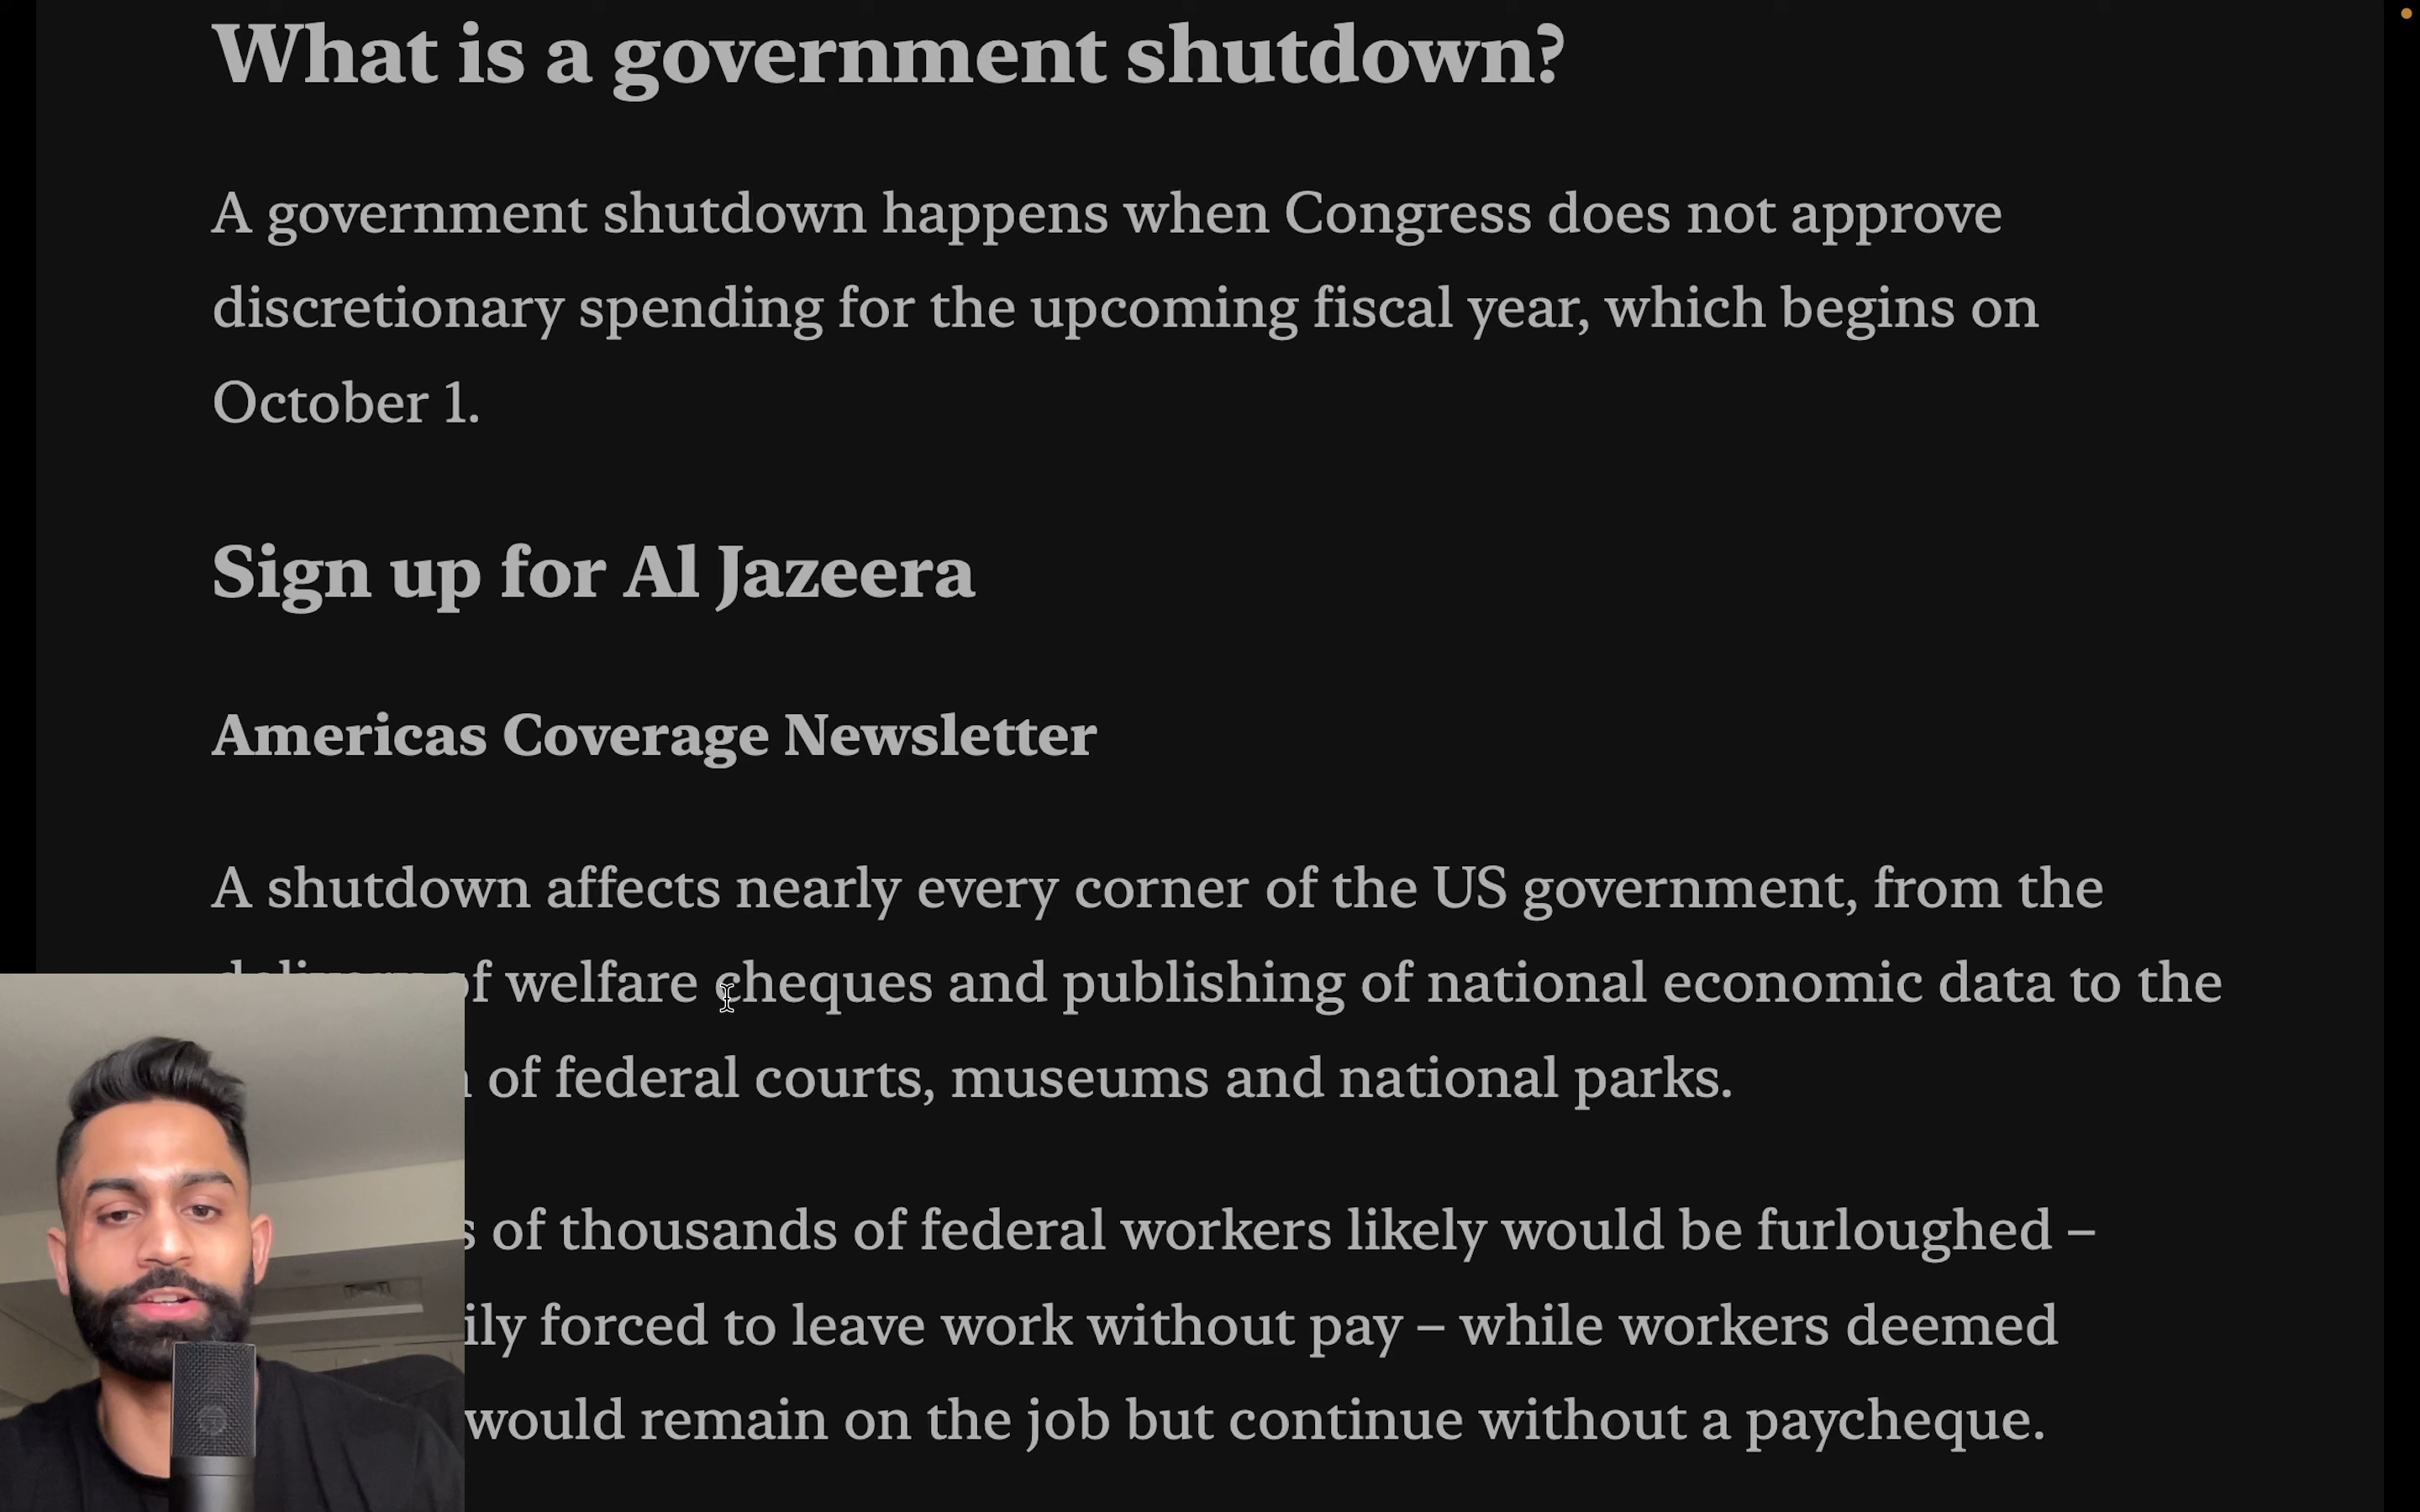 What is a government shutdown?
A government shutdown happens when Congress does not approve
discretionary spending for the upcoming fiscal year, which begins on
October 1.
Sign up for Al Jazeera
Americas Coverage Newsletter
A shutdown affects nearly every corner of the US government, from the
of welfare cheques and publishing of national economic data to the
of federal courts, museums and national parks.
of thousands of federal workers likely would be furloughed –
forced to leave work without pay – while workers deemed
would remain on the job but continue without a paycheque.